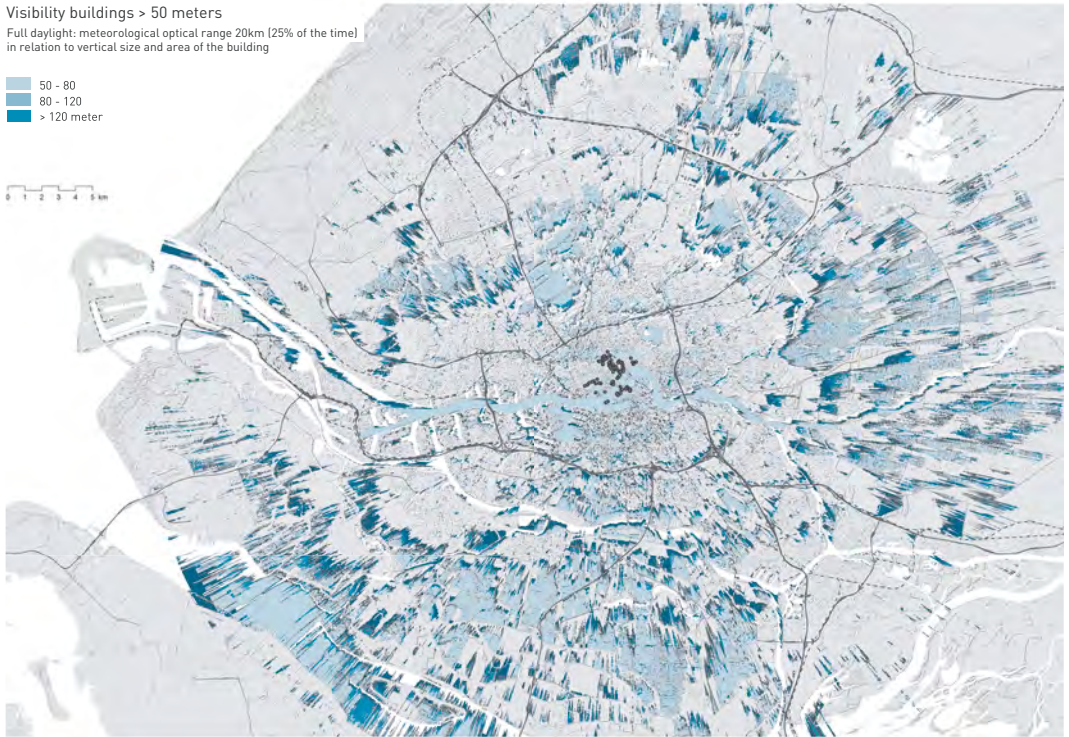 Visibility buildings > 50 meters
Full daylight: meteorological optical range 20km (25% of the time)
in relation to vertical size and area of the building
50 - 80
80 - 120
> 120 meter
0 1 2 3 4 5 km